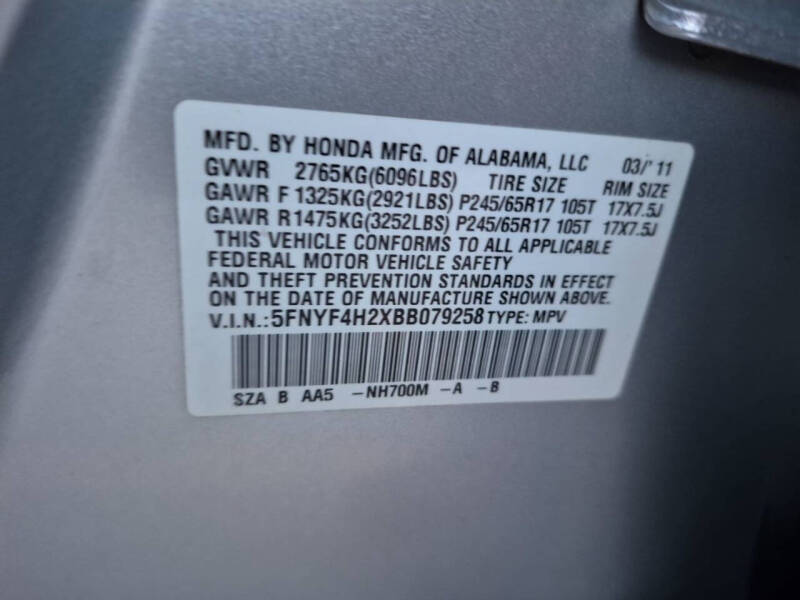 MFD. BY HONDA MFG. OF ALABAMA, LLC 03/'11
GVWR 2765KG(6096LBS) TIRE SIZE RIM SIZE
GAWR F 1325KG(2921LBS) P245/65R17 105T 17X7.5J
GAWR R1475KG(3252LBS) P245/65R17 105T 17X7.5J
THIS VEHICLE CONFORMS TO ALL APPLICABLE
FEDERAL MOTOR VEHICLE SAFETY
AND THEFT PREVENTION STANDARDS IN EFFECT
ON THE DATE OF MANUFACTURE SHOWN ABOVE.
V.I.N.:5FNYF4H2XBB079258 TYPE: MPV
SZA B AA5 -NH700M -A -B